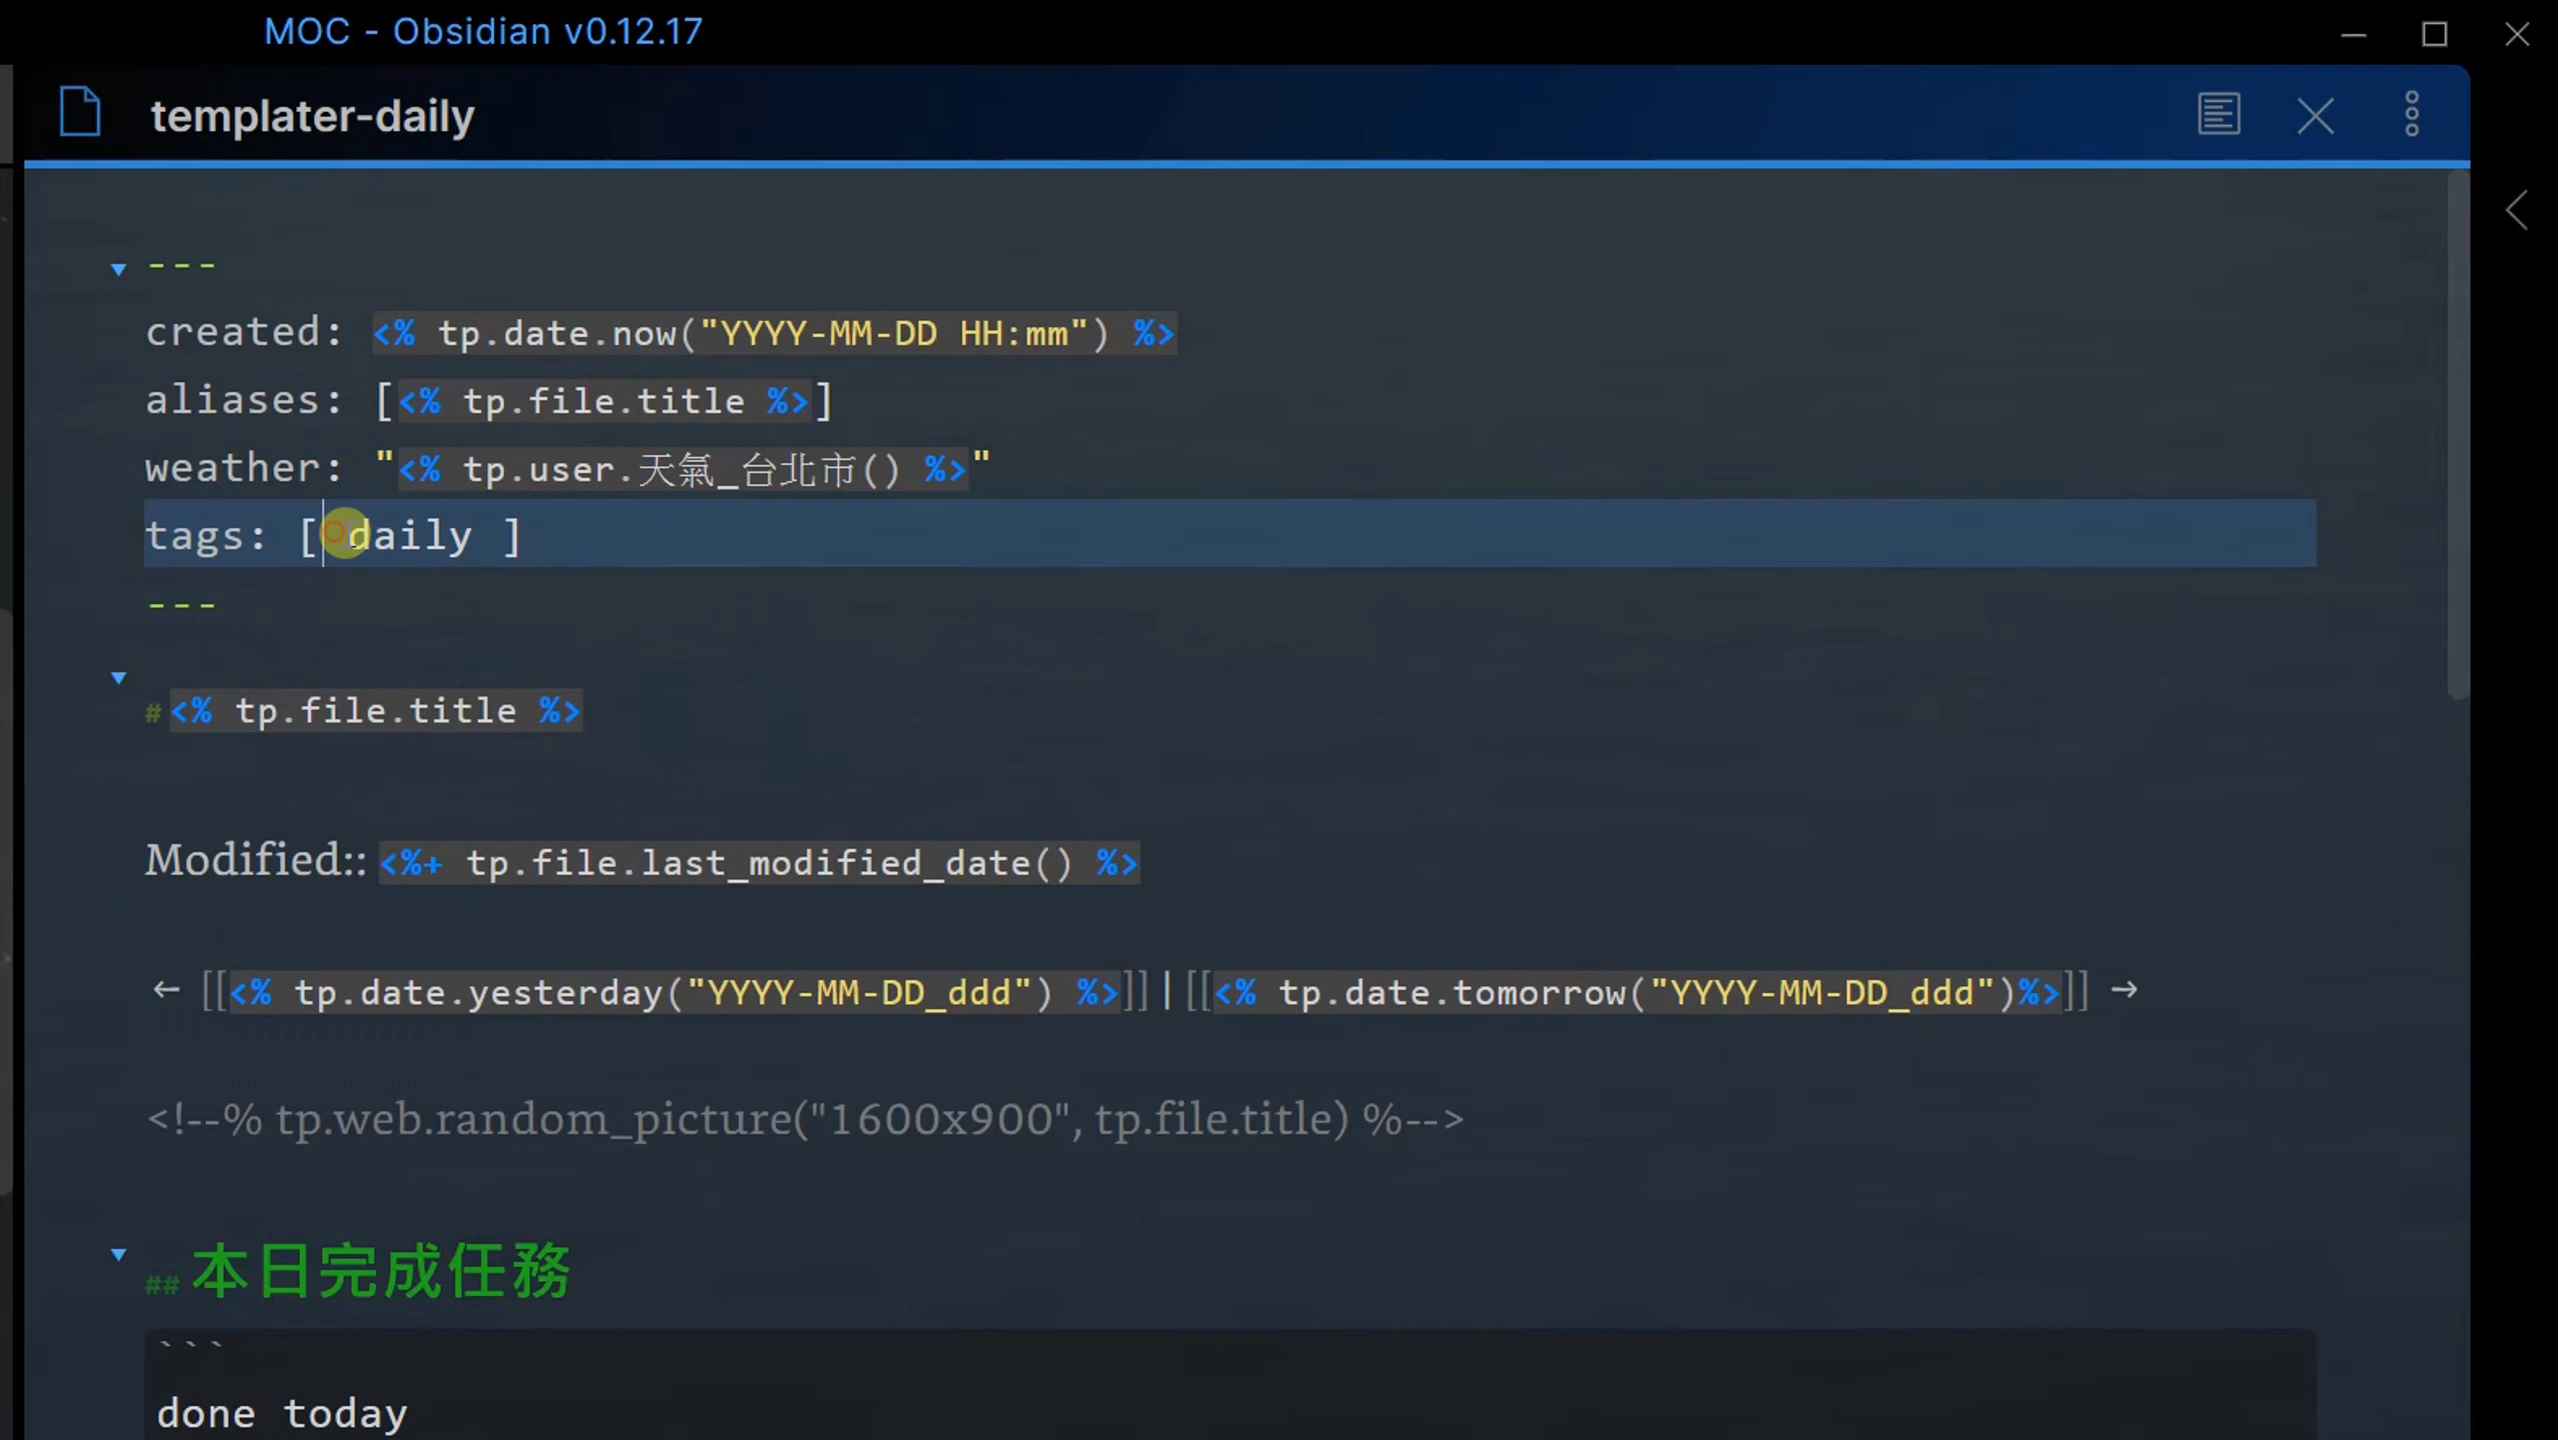 MOC - Obsidian v0.12.17
templater-daily
---
created: <% tp.date.now("YYYY-MM-DD HH:mm") %>
aliases: [<% tp.file.title %>]
weather: "<% tp.user.天氣_台北市() %>"
tags: [ daily ]
---
# <% tp.file.title %>
Modified:: <%+ tp.file.last_modified_date() %>
← [[<% tp.date.yesterday("YYYY-MM-DD_ddd") %>]] | [[<% tp.date.tomorrow("YYYY-MM-DD_ddd")%>]] →
<!--% tp.web.random_picture("1600x900", tp.file.title) %-->
## 本日完成任務
```
done today